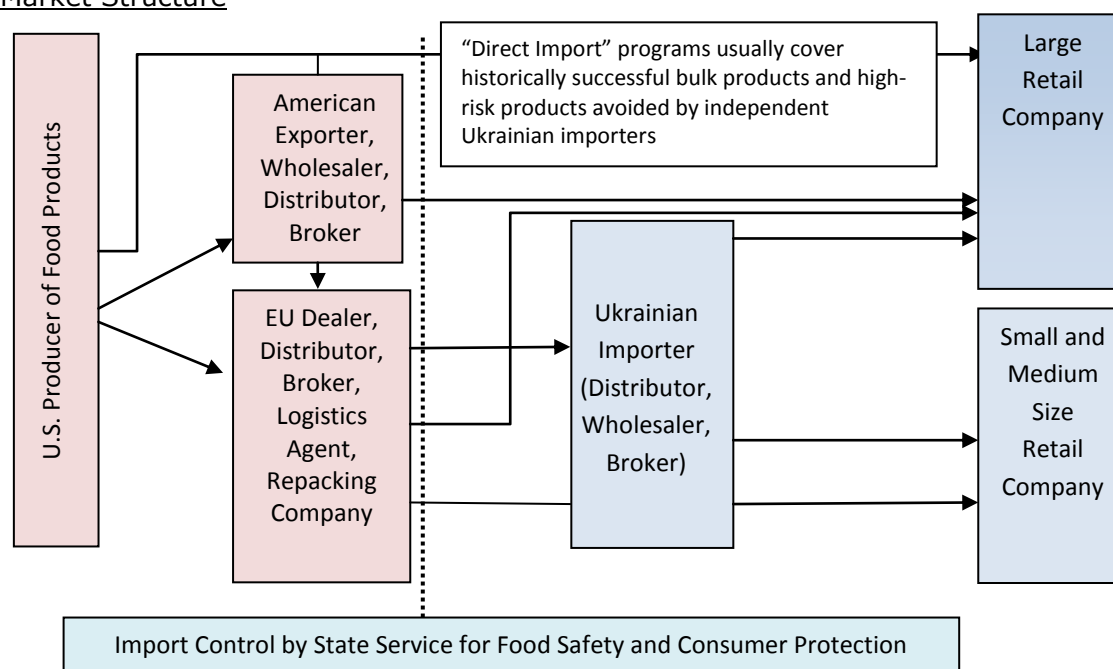 Market Structure
U.S. Producer of Food Products
American
Exporter,
Wholesaler,
Distributor,
Broker
EU Dealer,
Distributor,
Broker,
Logistics
Agent,
Repacking
Company
“Direct Import” programs usually cover
historically successful bulk products and high-
risk products avoided by independent
Ukrainian importers
Ukrainian
Importer
(Distributor,
Wholesaler,
Broker)
Large
Retail
Company
Small and
Medium
Size
Retail
Company
Import Control by State Service for Food Safety and Consumer Protection